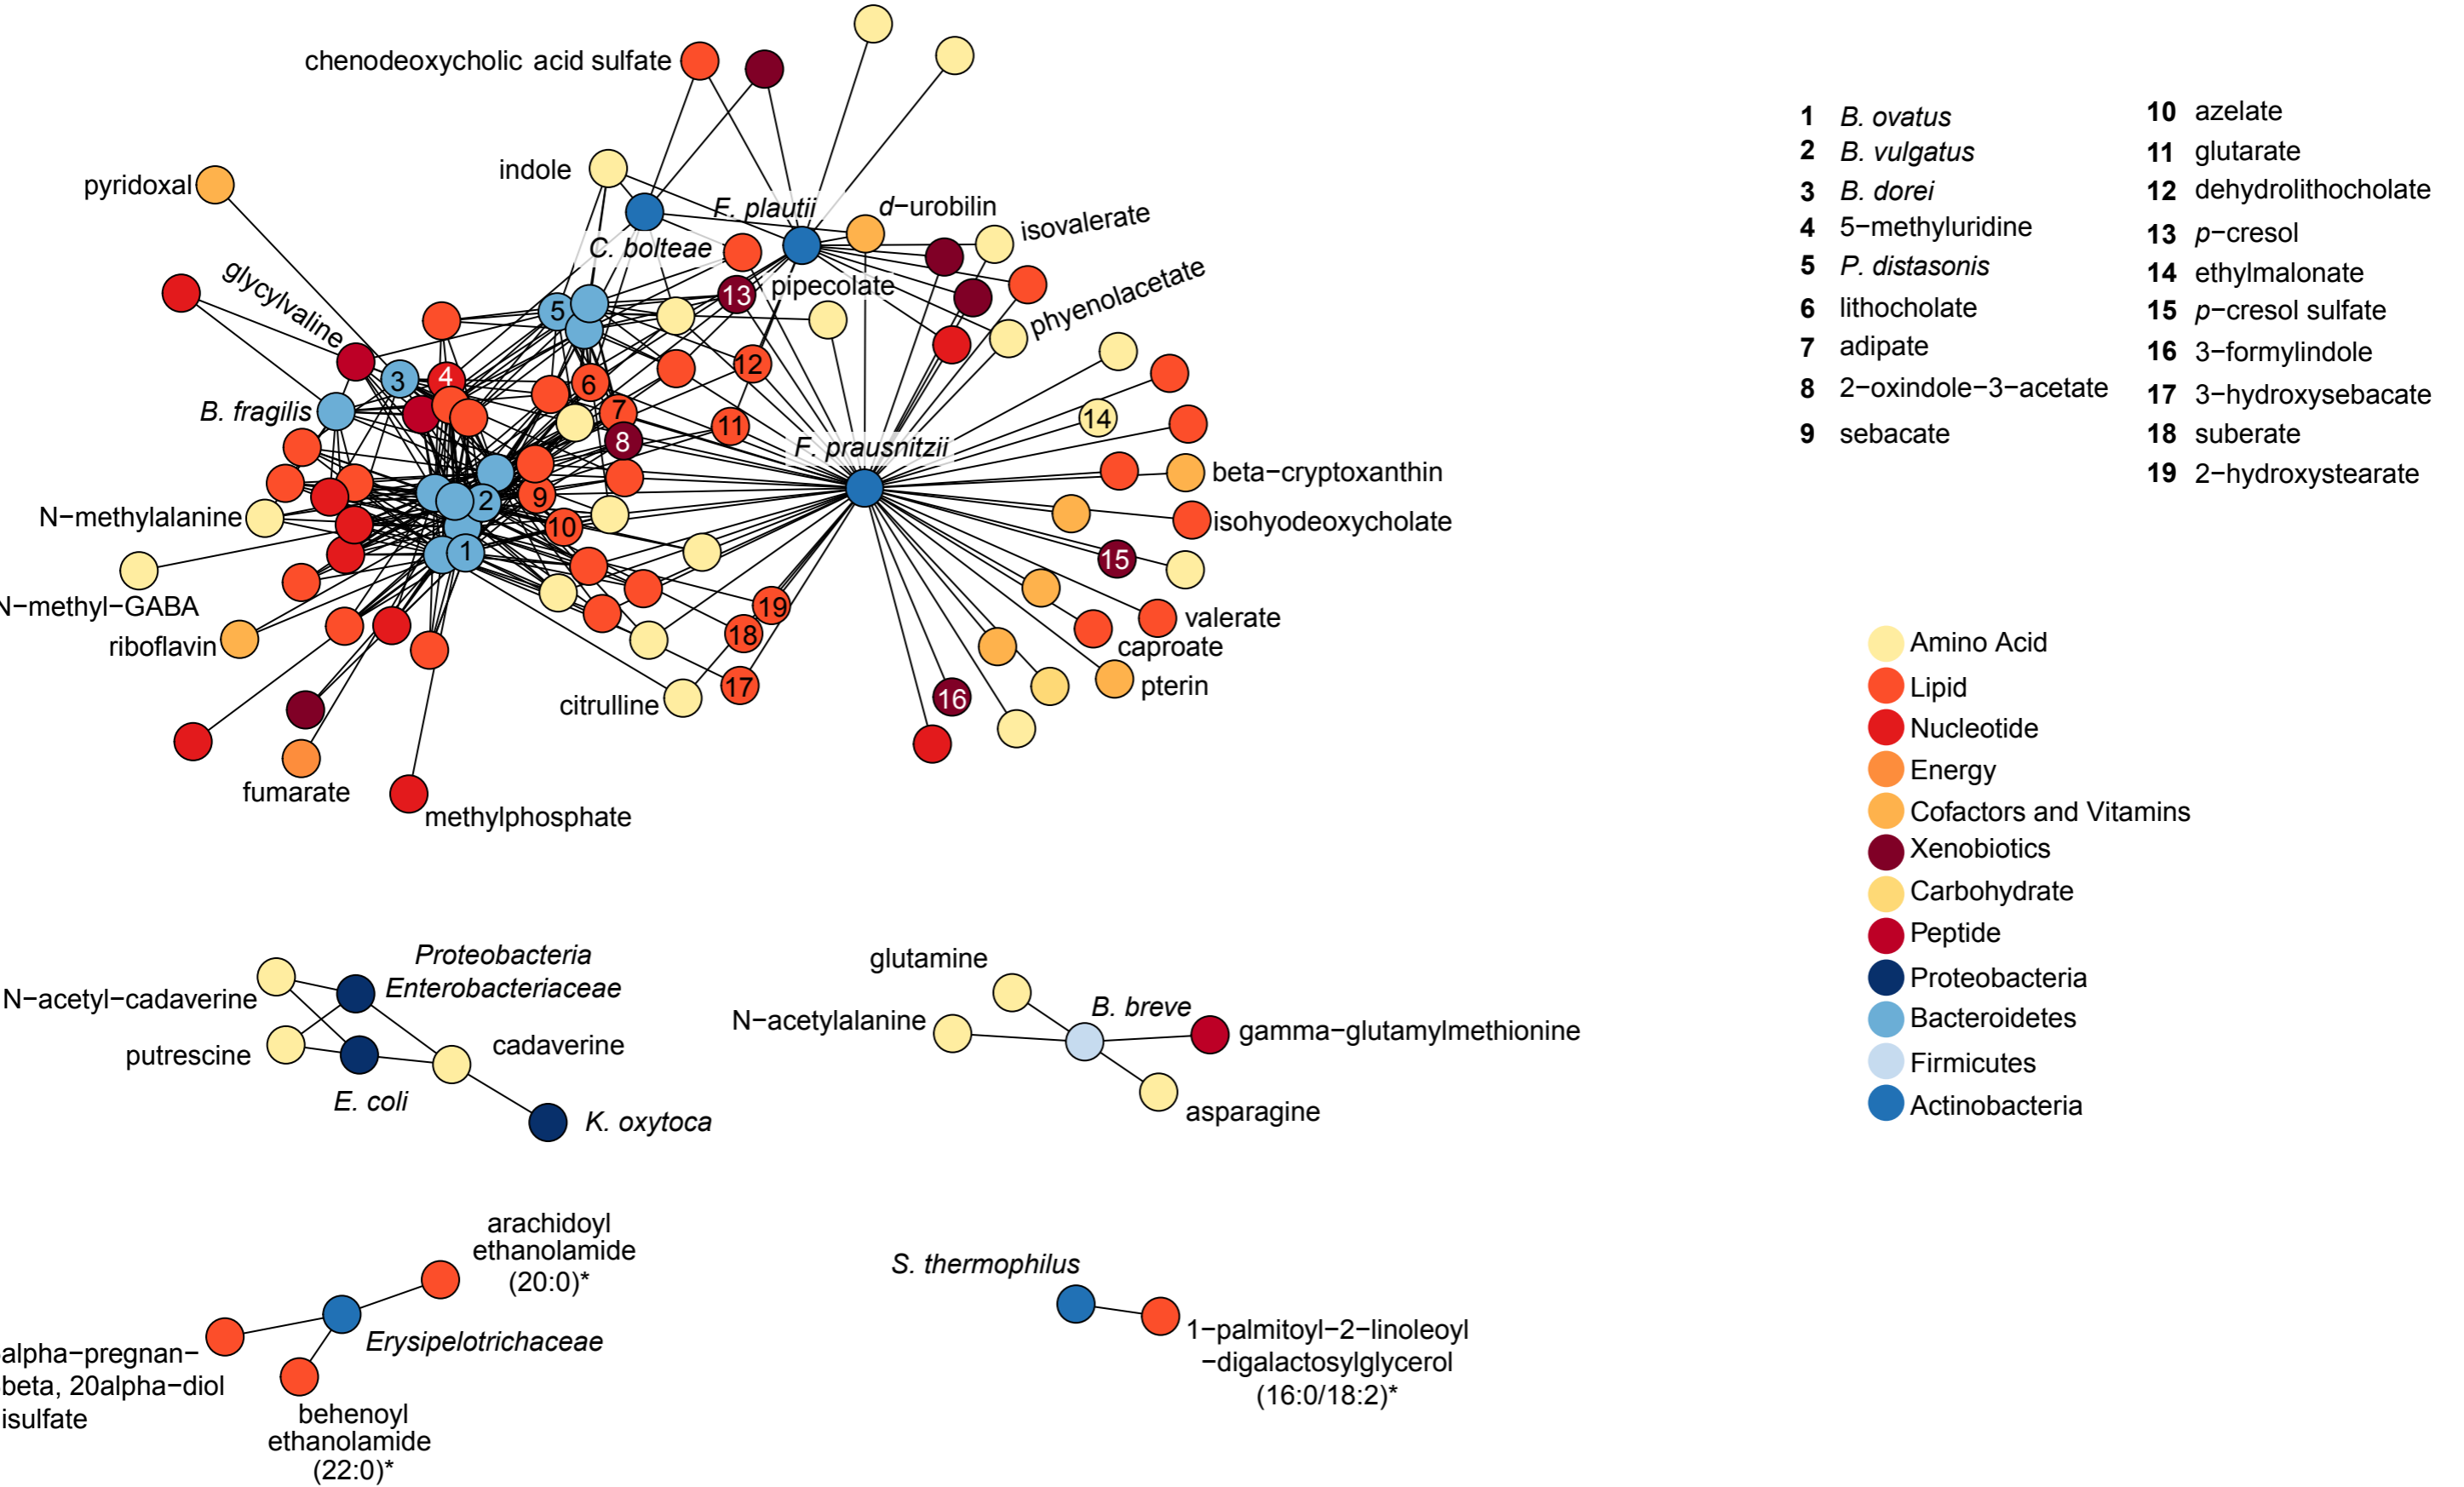 chenodeoxycholic acid sulfate
indole
pyridoxal
F. plautii
d−urobilin
isovalerate
C. bolteae
glycylvaline
pipecolate
phyenolacetate
13
5
12
3
4
6
14
B. fragilis
7
11
8
F. prausnitzii
beta−cryptoxanthin
2
9
N−methylalanine
10
isohyodeoxycholate
1
15
N−methyl−GABA
19
valerate
riboflavin
18
caproate
17
pterin
citrulline
16
fumarate
methylphosphate
1 B. ovatus
2 B. vulgatus
3 B. dorei
4 5−methyluridine
5 P. distasonis
6 lithocholate
7 adipate
8 2−oxindole−3−acetate
9 sebacate
10 azelate
11 glutarate
12 dehydrolithocholate
13 p−cresol
14 ethylmalonate
15 p−cresol sulfate
16 3−formylindole
17 3−hydroxysebacate
18 suberate
19 2−hydroxystearate
Amino Acid
Lipid
Nucleotide
Energy
Cofactors and Vitamins
Xenobiotics
Carbohydrate
Peptide
Proteobacteria
Bacteroidetes
Firmicutes
Actinobacteria
Proteobacteria
Enterobacteriaceae
N−acetyl−cadaverine
putrescine
cadaverine
E. coli
K. oxytoca
glutamine
B. breve
N−acetylalanine
gamma−glutamylmethionine
asparagine
arachidoyl
ethanolamide
(20:0)*
Erysipelotrichaceae
alpha−pregnan−
beta, 20alpha−diol
isulfate
behenoyl
ethanolamide
(22:0)*
S. thermophilus
1−palmitoyl−2−linoleoyl
−digalactosylglycerol
(16:0/18:2)*